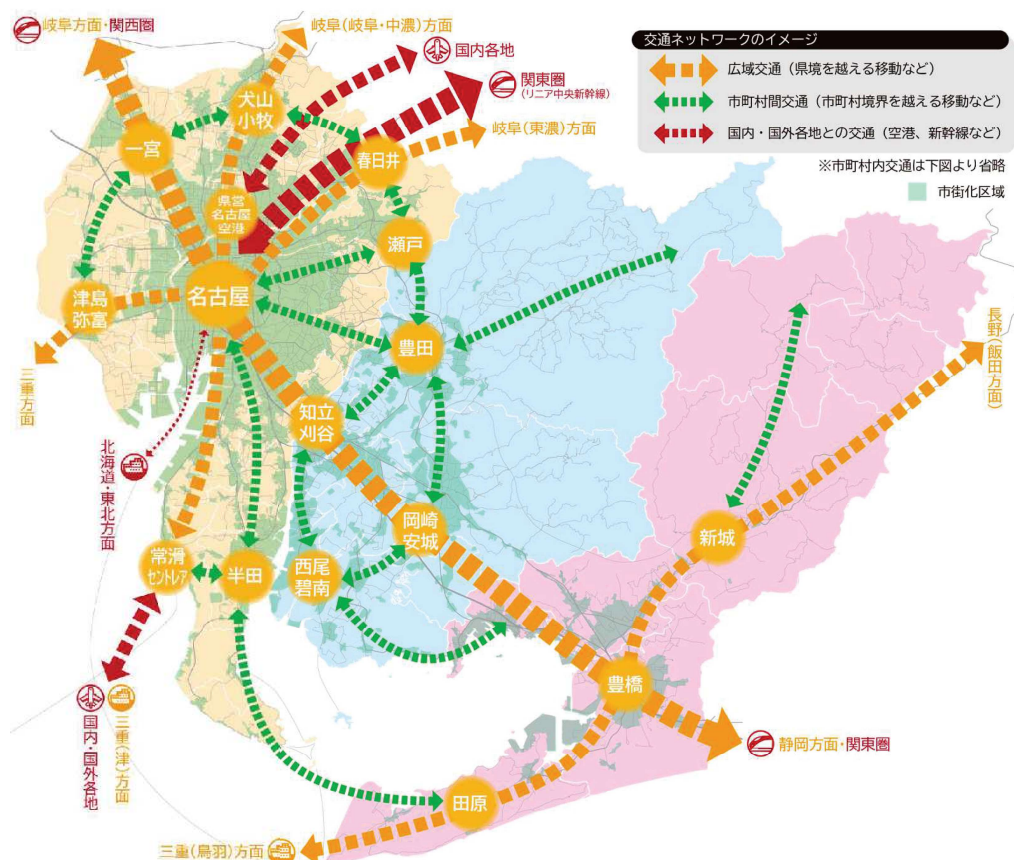 岐阜方面・関西圏
岐阜(岐阜・中濃)方面
国内各地
関東圏
(リニア中央新幹線)
岐阜(東濃)方面
交通ネットワークのイメージ
広域交通（県境を越える移動など）
市町村間交通（市町村境界を越える移動など）
国内・国外各地との交通（空港、新幹線など）
※市町村内交通は下図より省略
市街化区域
犬山
小牧
一宮
春日井
県営
名古屋
空港
瀬戸
名古屋
津島
弥富
三重方面
豊田
長野(飯田方面)
知立
刈谷
北海道・東北方面
岡崎
安城
新城
常滑
セントレア
半田
西尾
碧南
豊橋
国内・国外各地
三重(津)方面
静岡方面・関東圏
田原
三重(鳥羽)方面